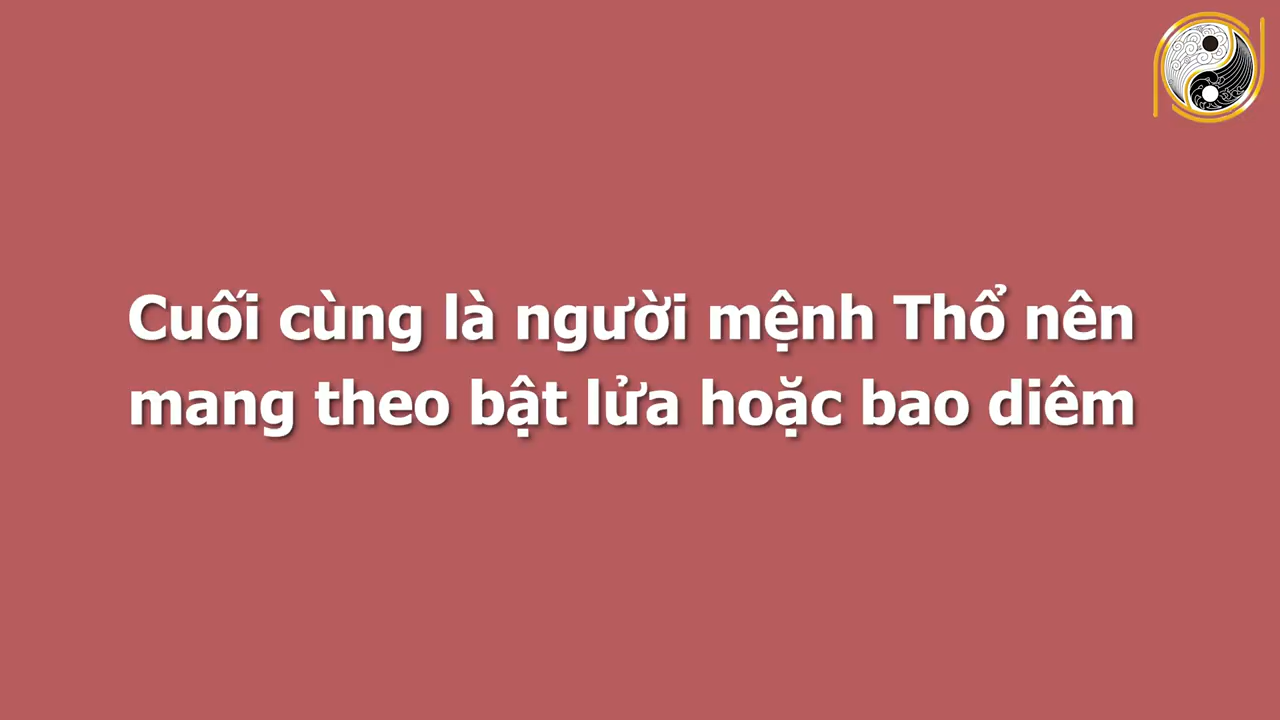 Cuối cùng là người mệnh Thổ nên
mang theo bật lửa hoặc bao diêm